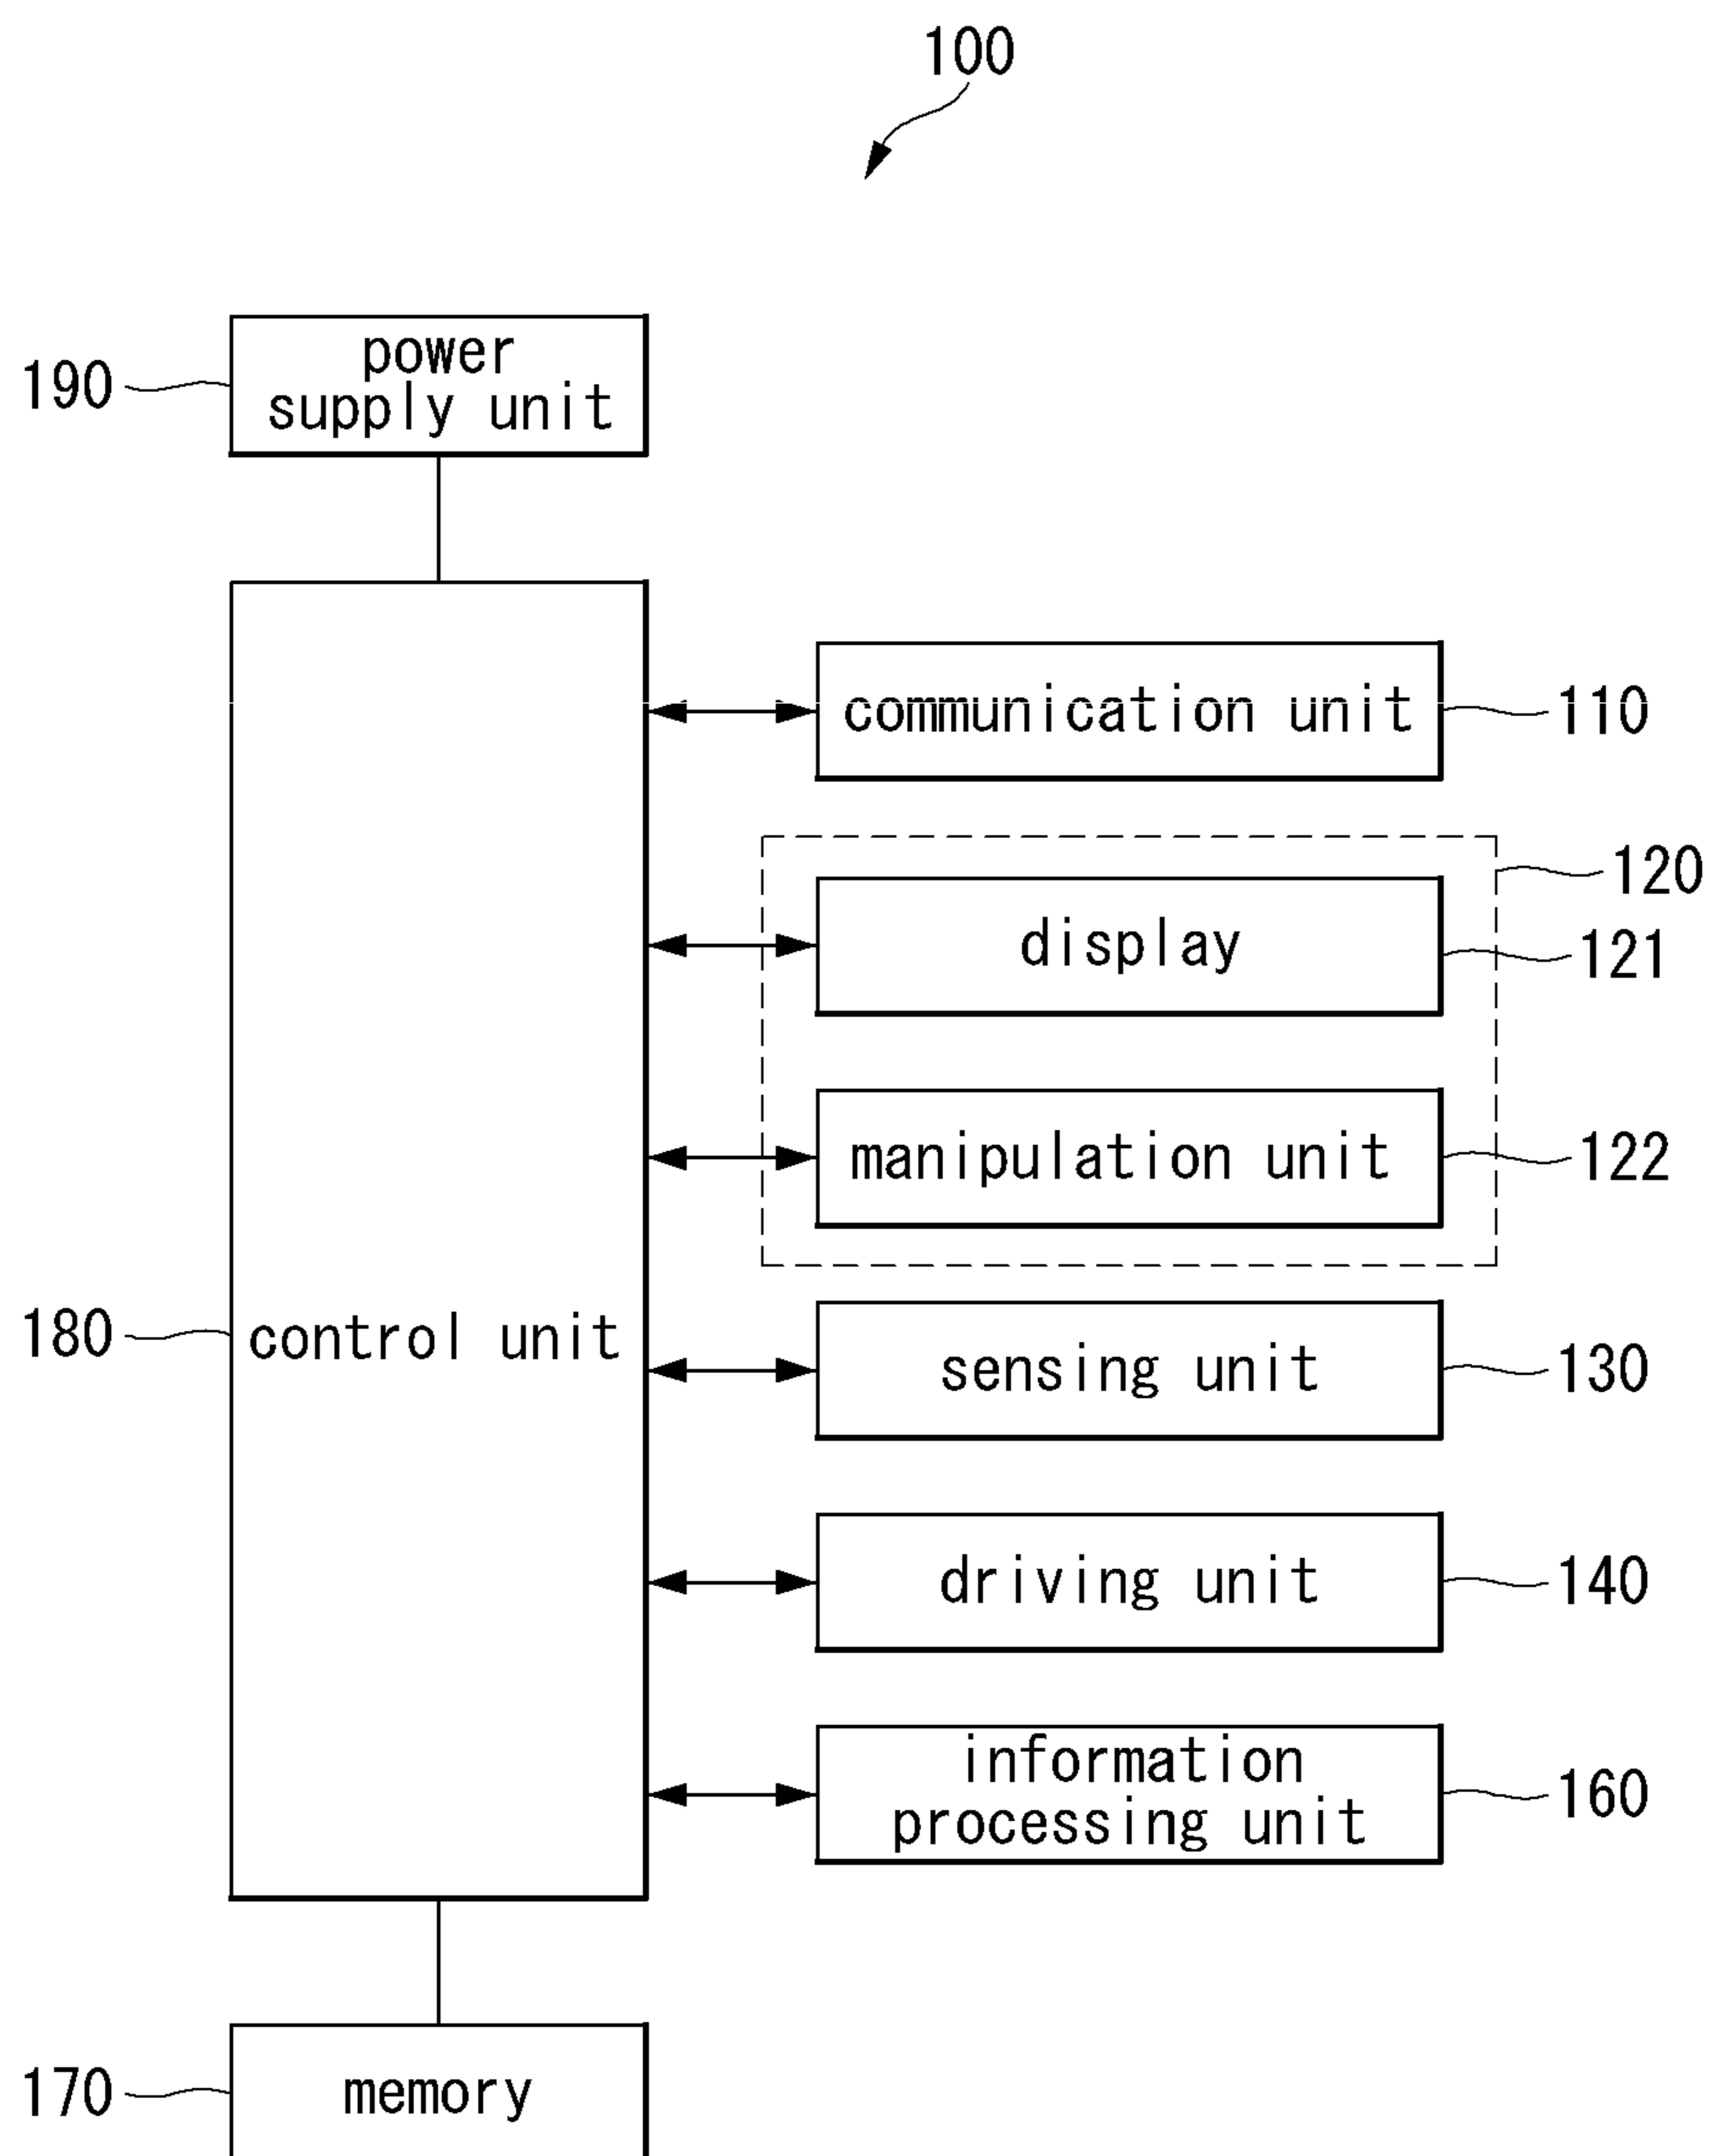 100
190
power
supply unit
communication unit
110
120
display
121
manipulation unit
122
180
control unit
sensing unit
130
driving unit
140
information
processing unit
160
170
memory